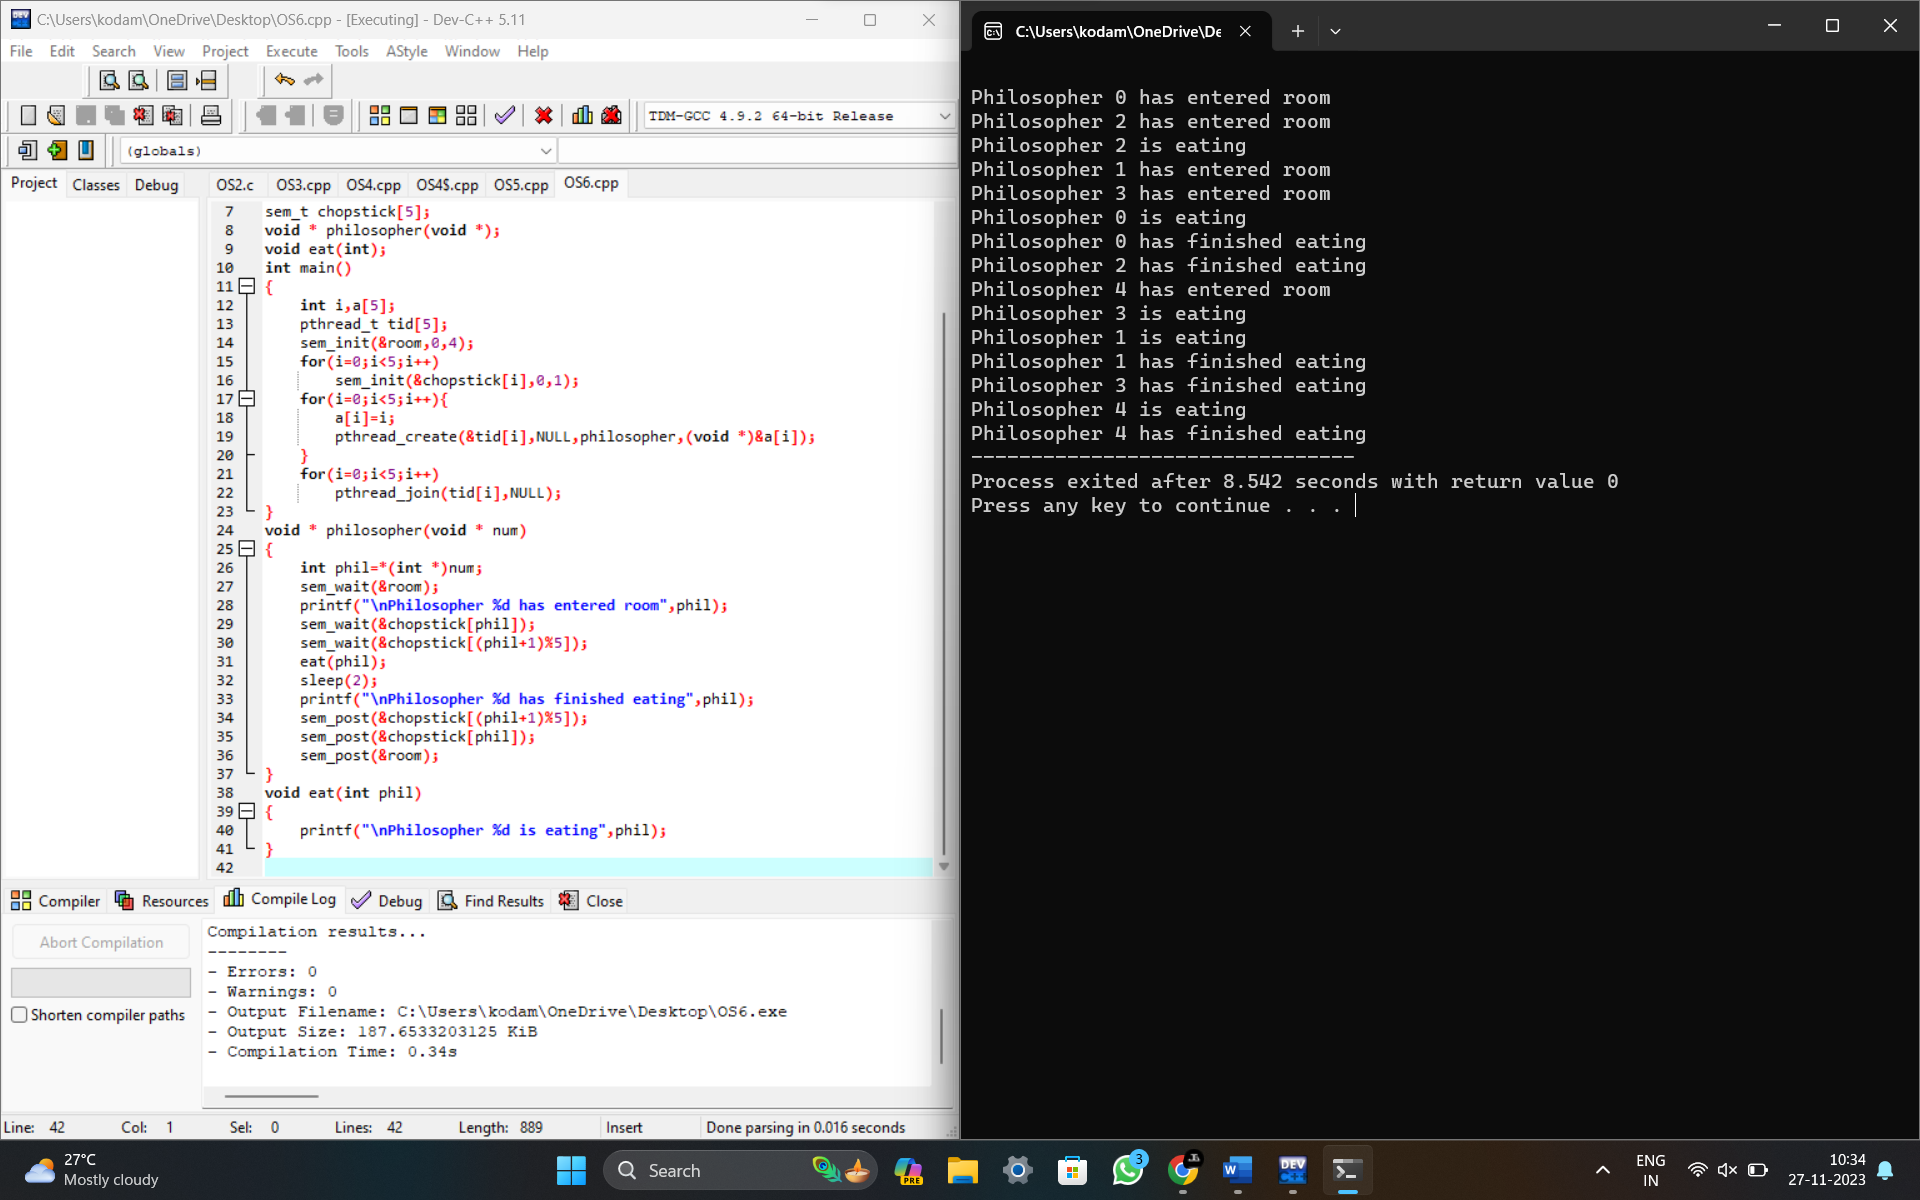 C:\Users\kodam\OneDrive\Desktop\OS6.cpp - [Executing] - Dev-C++ 5.11
File Edit Search View Project Execute Tools AStyle Window Help
TDM-GCC 4.9.2 64-bit Release
(globals)
Project Classes Debug
OS2.c OS3.cpp OS4.cpp OS4$.cpp OS5.cpp OS6.cpp
7 sem_t chopstick[5];
8 void * philosopher(void *);
9 void eat(int);
10 int main()
11 {
12 int i,a[5];
13 pthread_t tid[5];
14 sem_init(&room,0,4);
15 for(i=0;i<5;i++)
16 sem_init(&chopstick[i],0,1);
17 for(i=0;i<5;i++){
18 a[i]=i;
19 pthread_create(&tid[i],NULL,philosopher,(void *)&a[i]);
20 }
21 for(i=0;i<5;i++)
22 pthread_join(tid[i],NULL);
23 }
24 void * philosopher(void * num)
25 {
26 int phil=*(int *)num;
27 sem_wait(&room);
28 printf("\nPhilosopher %d has entered room",phil);
29 sem_wait(&chopstick[phil]);
30 sem_wait(&chopstick[(phil+1)%5]);
31 eat(phil);
32 sleep(2);
33 printf("\nPhilosopher %d has finished eating",phil);
34 sem_post(&chopstick[(phil+1)%5]);
35 sem_post(&chopstick[phil]);
36 sem_post(&room);
37 }
38 void eat(int phil)
39 {
40 printf("\nPhilosopher %d is eating",phil);
41 }
42
Compiler Resources Compile Log Debug Find Results Close
Abort Compilation
Shorten compiler paths
Compilation results...
--------
- Errors: 0
- Warnings: 0
- Output Filename: C:\Users\kodam\OneDrive\Desktop\OS6.exe
- Output Size: 187.6533203125 KiB
- Compilation Time: 0.34s
Line: 42 Col: 1 Sel: 0 Lines: 42 Length: 889 Insert Done parsing in 0.016 seconds
C:\Users\kodam\OneDrive\De
Philosopher 0 has entered room
Philosopher 2 has entered room
Philosopher 2 is eating
Philosopher 1 has entered room
Philosopher 3 has entered room
Philosopher 0 is eating
Philosopher 0 has finished eating
Philosopher 2 has finished eating
Philosopher 4 has entered room
Philosopher 3 is eating
Philosopher 1 is eating
Philosopher 1 has finished eating
Philosopher 3 has finished eating
Philosopher 4 is eating
Philosopher 4 has finished eating
--------------------------------
Process exited after 8.542 seconds with return value 0
Press any key to continue . . .
27°C
Mostly cloudy
Search
PRE
3
W
DEV
C++
ENG
IN
10:34
27-11-2023